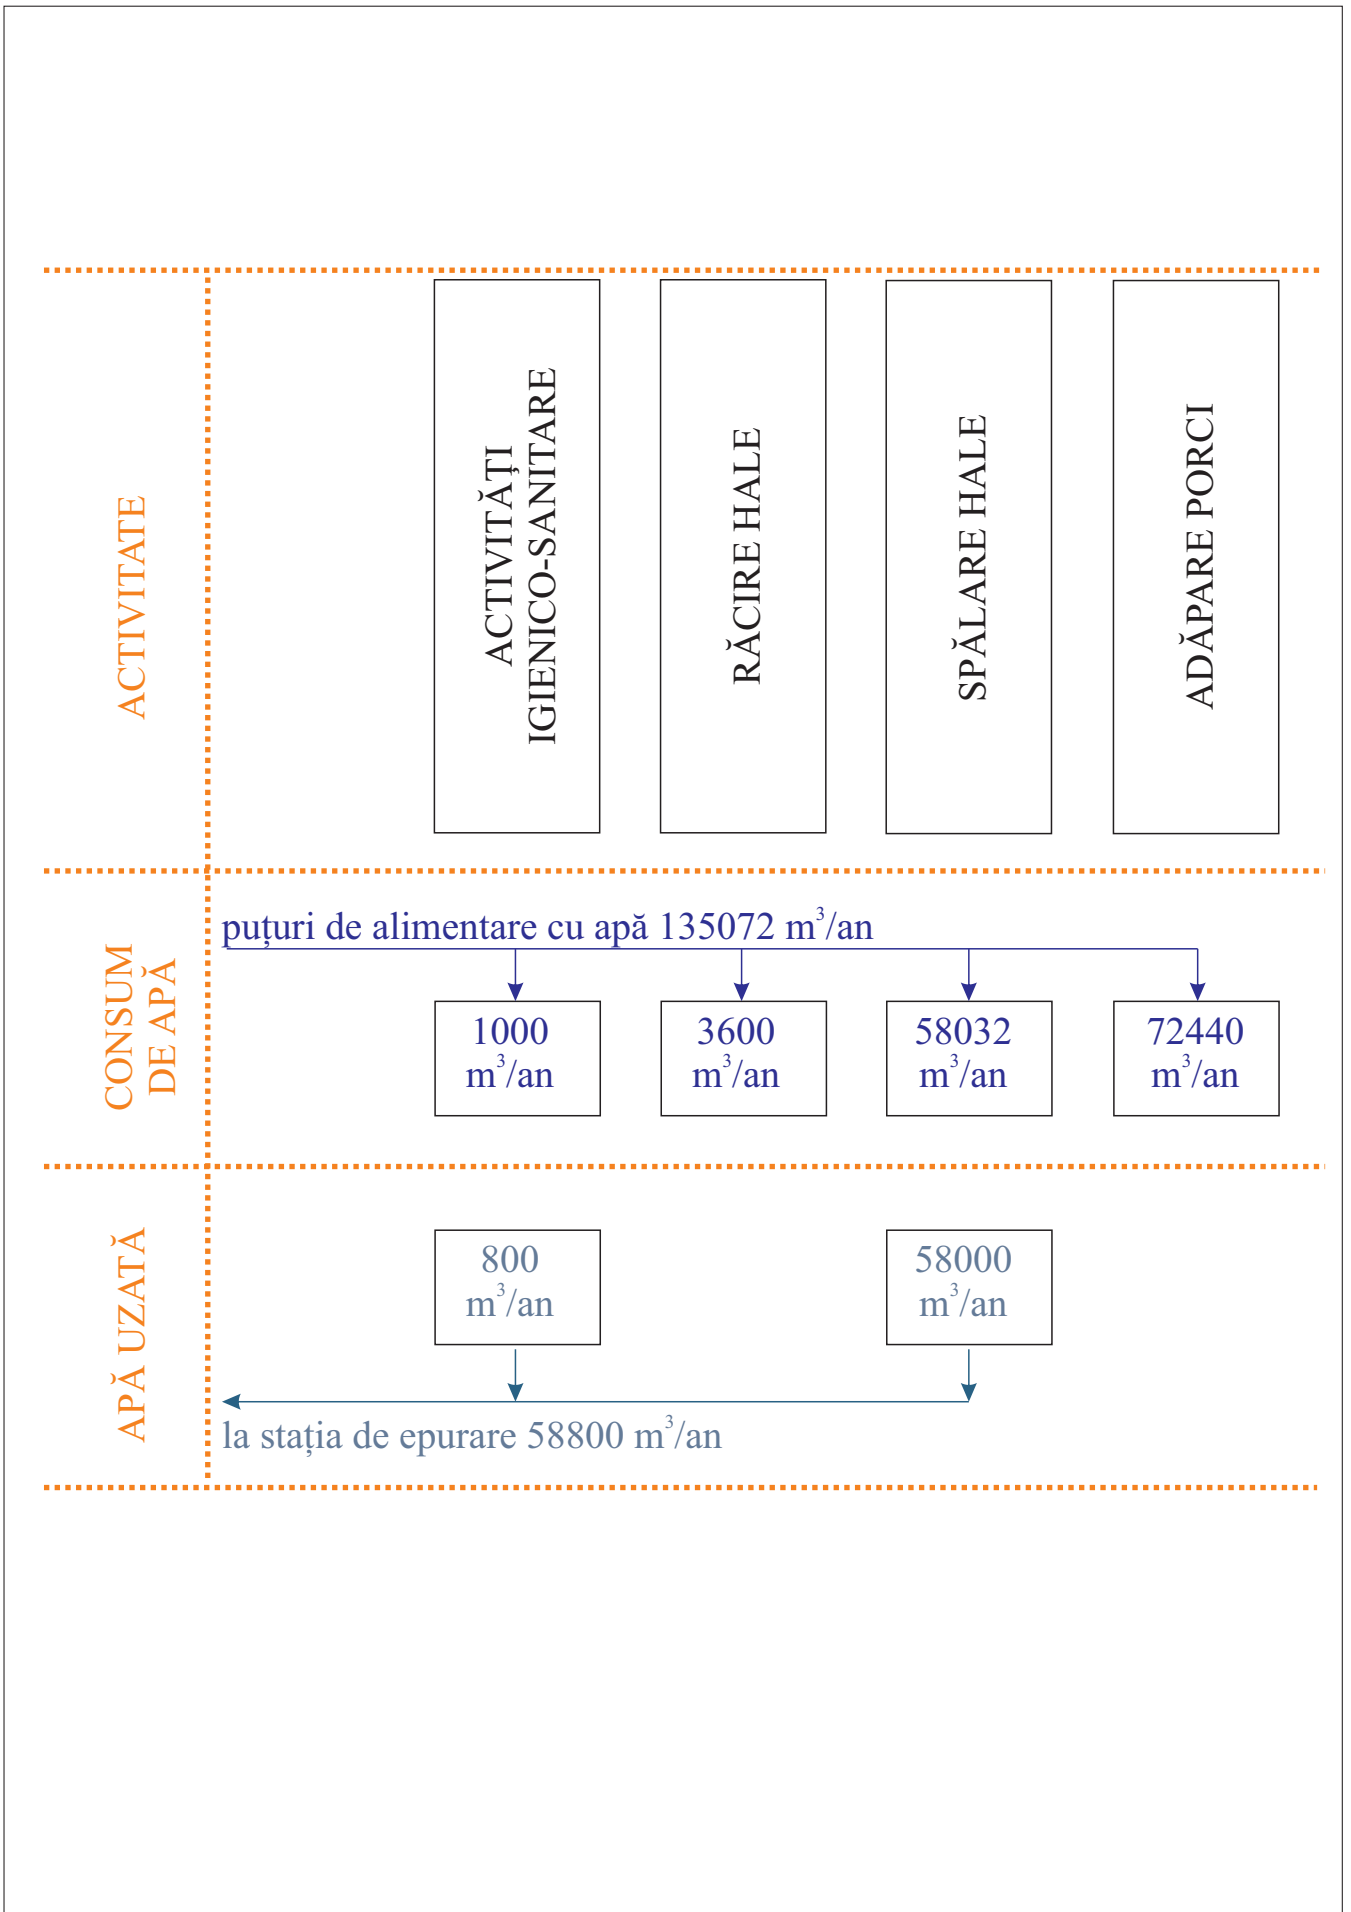 ACTIVITATE
ACTIVITĂȚI
IGIENICO-SANITARE
RĂCIRE HALE
SPĂLARE HALE
ADĂPARE PORCI
CONSUM
DE APĂ
puțuri de alimentare cu apă 135072 m³/an
1000
m³/an
3600
m³/an
58032
m³/an
72440
m³/an
APĂ UZATĂ
800
m³/an
58000
m³/an
la stația de epurare 58800 m³/an